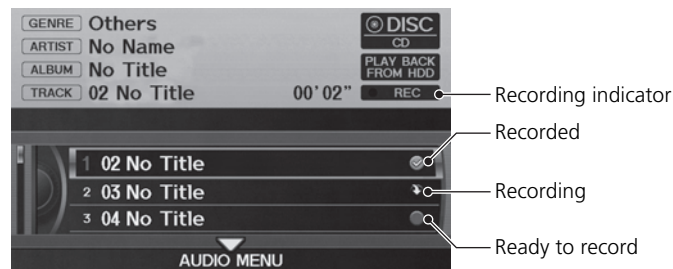 GENRE Others
ARTIST No Name
ALBUM No Title
TRACK 02 No Title 00'02"
DISC
CD
PLAY BACK
FROM HDD
REC
Recording indicator
1 02 No Title
Recorded
2 03 No Title
Recording
3 04 No Title
Ready to record
AUDIO MENU